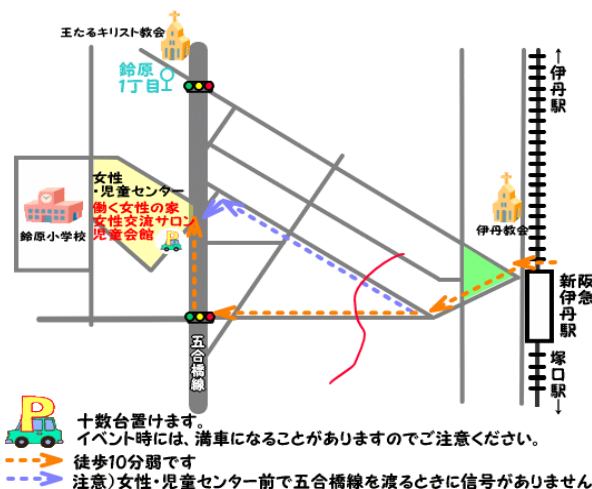 王たるキリスト教会
鈴原
1丁目
←伊丹駅
女性
・児童センター
働く女性の家
女性交流サロン
児童会館
P
鈴原小学校
伊丹教会
阪急
新伊丹駅
五合橋線
塚口駅→
P
十数台置けます。
イベント時には、満車になることがありますのでご注意ください。
徒歩10分弱です
注意）女性・児童センター前で五合橋線を渡るときに信号がありません